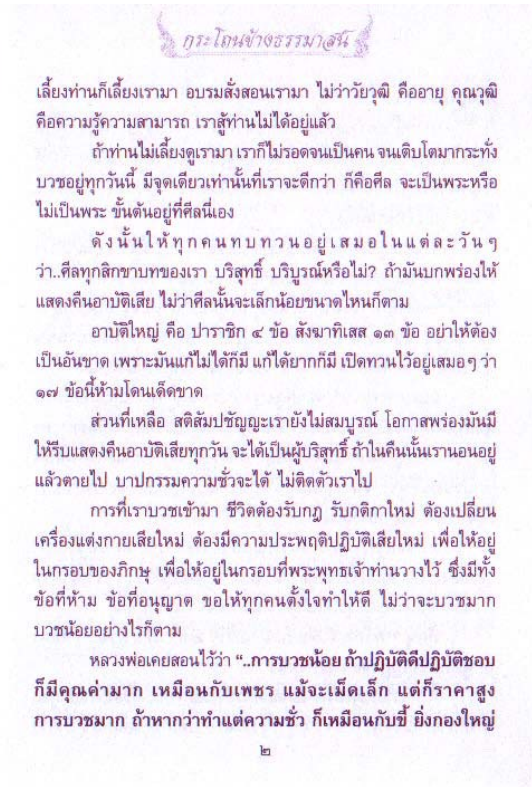 กระโถนข้างธรรมาสน์
เลี้ยงท่านก็เลี้ยงเรามา อบรมสั่งสอนเรามา ไม่ว่าวัยวุฒิ คืออายุ คุณวุฒิ
คือความรู้ความสามารถ เราสู้ท่านไม่ได้อยู่แล้ว
ถ้าท่านไม่เลี้ยงดูเรามา เราก็ไม่รอดจนเป็นคน จนเติบโตมากระทั่ง
บวชอยู่ทุกวันนี้ มีจุดเดียวเท่านั้นที่เราจะดีกว่า ก็คือศีล จะเป็นพระหรือ
ไม่เป็นพระ ขั้นต้นอยู่ที่ศีลนี่เอง
ดังนั้นให้ทุกคนทบทวนอยู่เสมอในแต่ละวันๆ
ว่า..ศีลทุกสิกขาบทของเรา บริสุทธิ์ บริบูรณ์หรือไม่? ถ้ามันบกพร่องให้
แสดงคืนอาบัติเสีย ไม่ว่าศีลนั้นจะเล็กน้อยขนาดไหนก็ตาม
อาบัติใหญ่ คือ ปาราชิก ๔ ข้อ สังฆาทิเสส ๑๓ ข้อ อย่าให้ต้อง
เป็นอันขาด เพราะมันแก้ไม่ได้ก็มี แก้ได้ยากก็มี เปิดทวนไว้อยู่เสมอๆ ว่า
๑๗ ข้อนี้ห้ามโดนเด็ดขาด
ส่วนที่เหลือ สติสัมปชัญญะเรายังไม่สมบูรณ์ โอกาสพร่องมันมี
ให้รีบแสดงคืนอาบัติเสียทุกวัน จะได้เป็นผู้บริสุทธิ์ ถ้าในคืนนั้นเรานอนอยู่
แล้วตายไป บาปกรรมความชั่วจะได้ ไม่ติดตัวเราไป
การที่เราบวชเข้ามา ชีวิตต้องรับกฎ รับกติกาใหม่ ต้องเปลี่ยน
เครื่องแต่งกายเสียใหม่ ต้องมีความประพฤติปฏิบัติเสียใหม่ เพื่อให้อยู่
ในกรอบของภิกษุ เพื่อให้อยู่ในกรอบที่พระพุทธเจ้าท่านวางไว้ ซึ่งมีทั้ง
ข้อที่ห้าม ข้อที่อนุญาต ขอให้ทุกคนตั้งใจทำให้ดี ไม่ว่าจะบวชมาก
บวชน้อยอย่างไรก็ตาม
หลวงพ่อเคยสอนไว้ว่า “..การบวชน้อย ถ้าปฏิบัติดีปฏิบัติชอบ
ก็มีคุณค่ามาก เหมือนกับเพชร แม้จะเม็ดเล็ก แต่ก็ราคาสูง
การบวชมาก ถ้าหากว่าทำแต่ความชั่ว ก็เหมือนกับขี้ ยิ่งกองใหญ่
๒